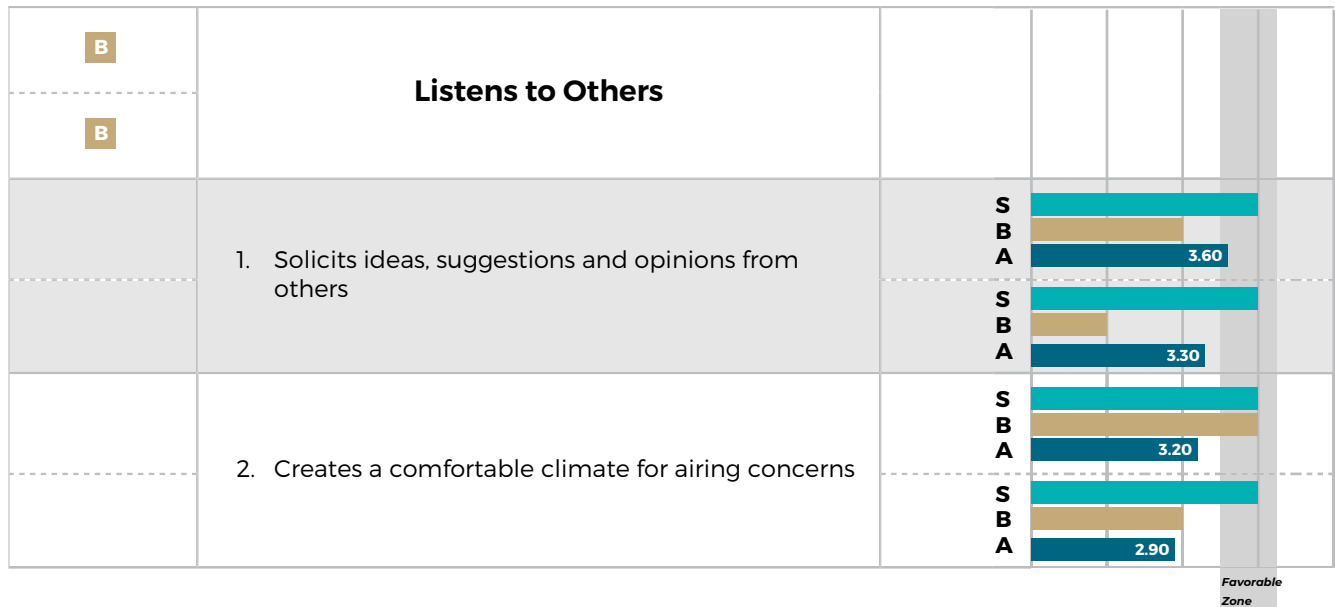 B
Listens to Others
B
S
B
A 3.60
1. Solicits ideas, suggestions and opinions from
others
S
B
A 3.30
S
B
A 3.20
2. Creates a comfortable climate for airing concerns
S
B
A 2.90
Favorable
Zone